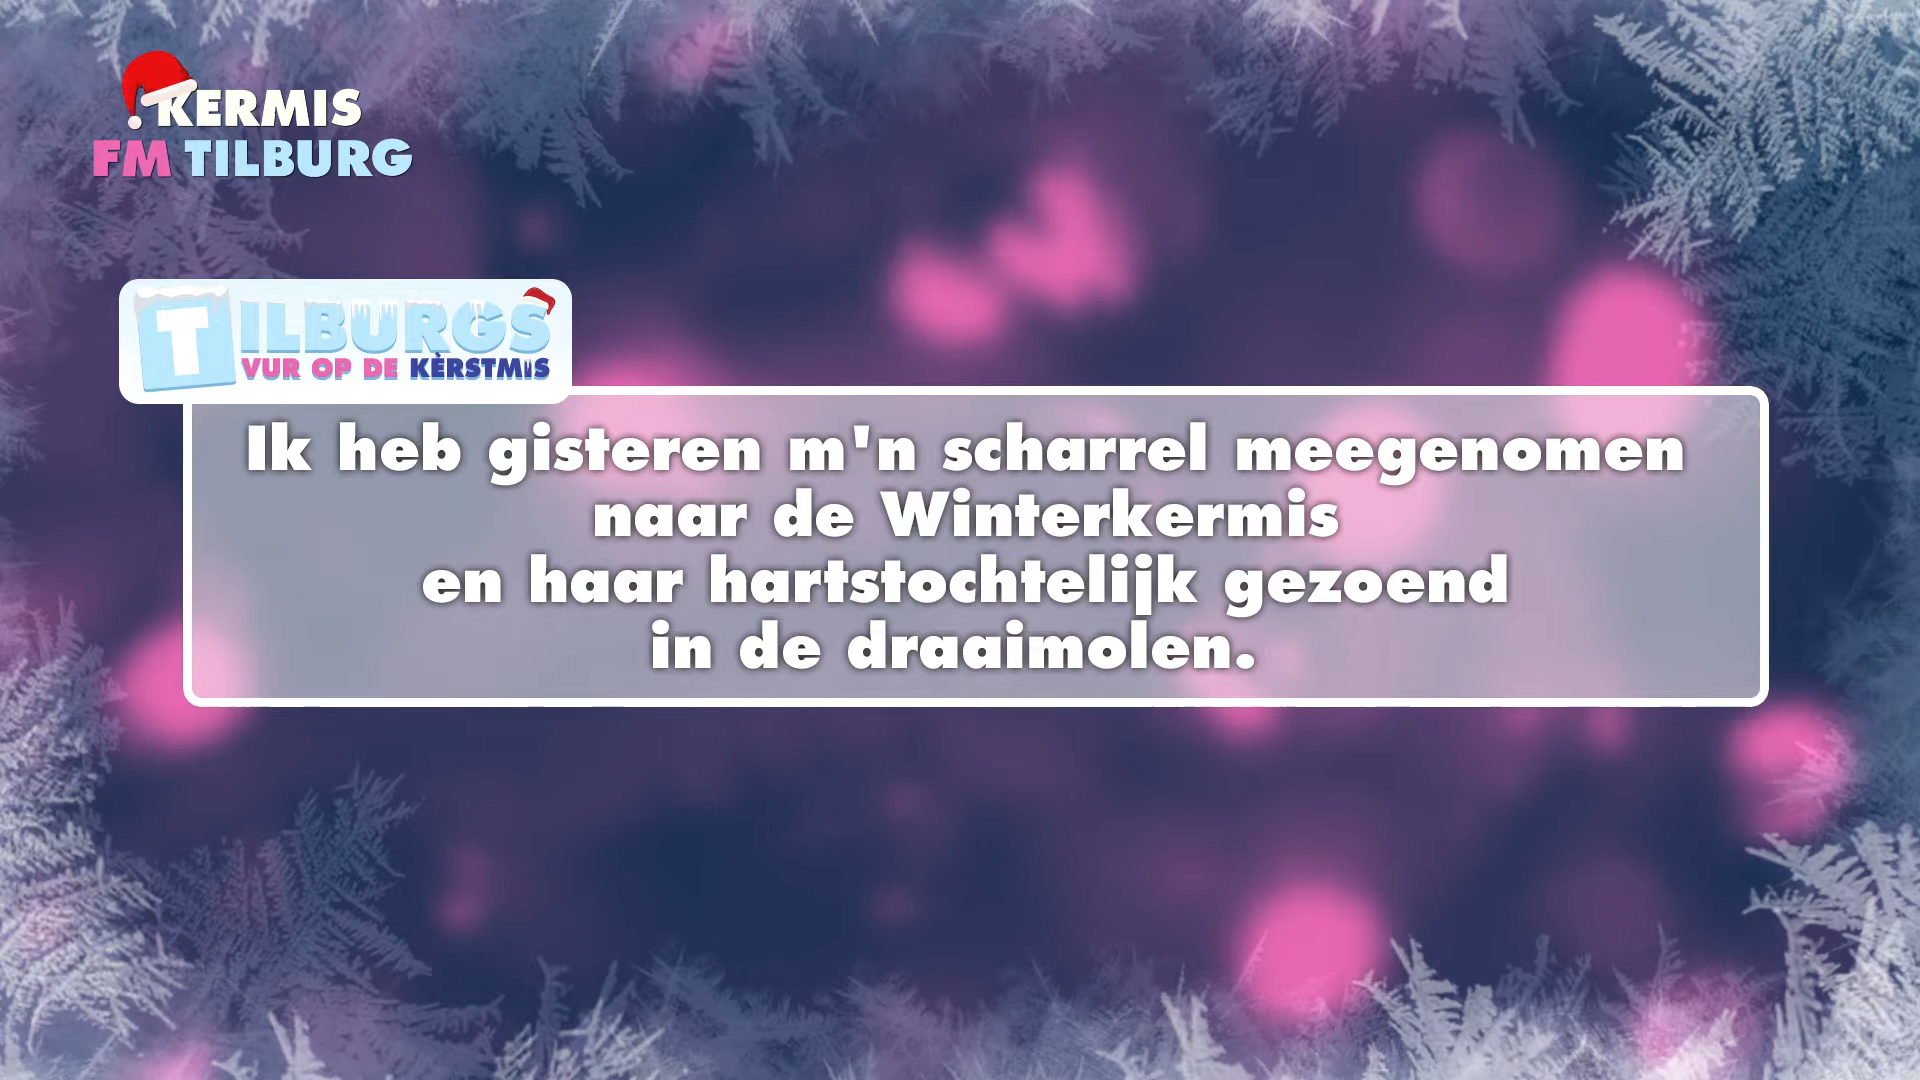 KERMIS
FM TILBURG
TILBURGS
VUR OP DE KÈRSTMIS
Ik heb gisteren m'n scharrel meegenomen
naar de Winterkermis
en haar hartstochtelijk gezoend
in de draaimolen.